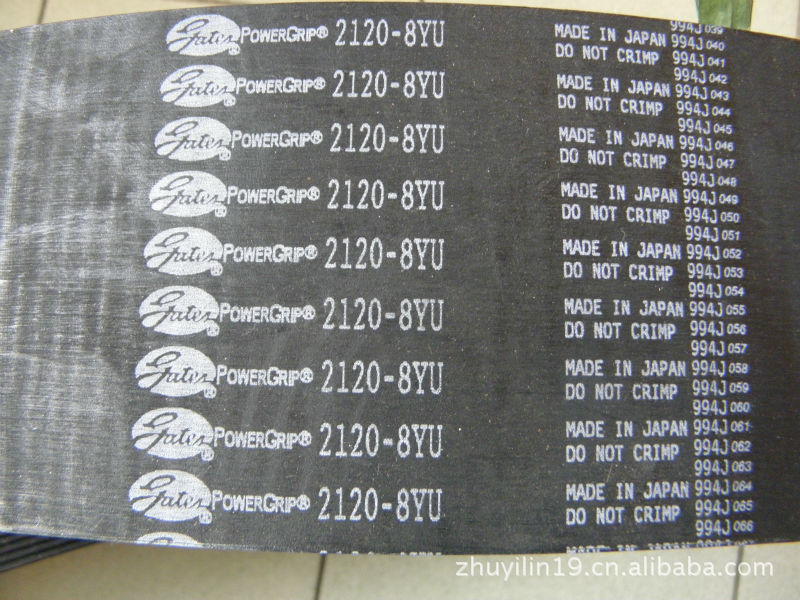 994J 039
Gates PowerGrip® 2120-8YU MADE IN JAPAN 994J 040
DO NOT CRIMP 994J 041
994J 042
Gates PowerGrip® 2120-8YU MADE IN JAPAN 994J 043
DO NOT CRIMP 994J 044
994J 045
Gates PowerGrip® 2120-8YU MADE IN JAPAN 994J 046
DO NOT CRIMP 994J 047
994J 048
Gates® PowerGrip® 2120-8YU MADE IN JAPAN 994J 049
DO NOT CRIMP 994J 050
994J 051
Gates® PowerGrip® 2120-8YU MADE IN JAPAN 994J 052
DO NOT CRIMP 994J 053
994J 054
Gates® PowerGrip® 2120-8YU MADE IN JAPAN 994J 055
DO NOT CRIMP 994J 056
994J 057
Gates® PowerGrip® 2120-8YU MADE IN JAPAN 994J 058
DO NOT CRIMP 994J 059
994J 060
Gates® PowerGrip® 2120-8YU MADE IN JAPAN 994J 061
DO NOT CRIMP 994J 062
994J 063
Gates® PowerGrip® 2120-8YU MADE IN JAPAN 994J 064
DO NOT CRIMP 994J 065
994J 066
zhuyilin19.cn.alibaba.com